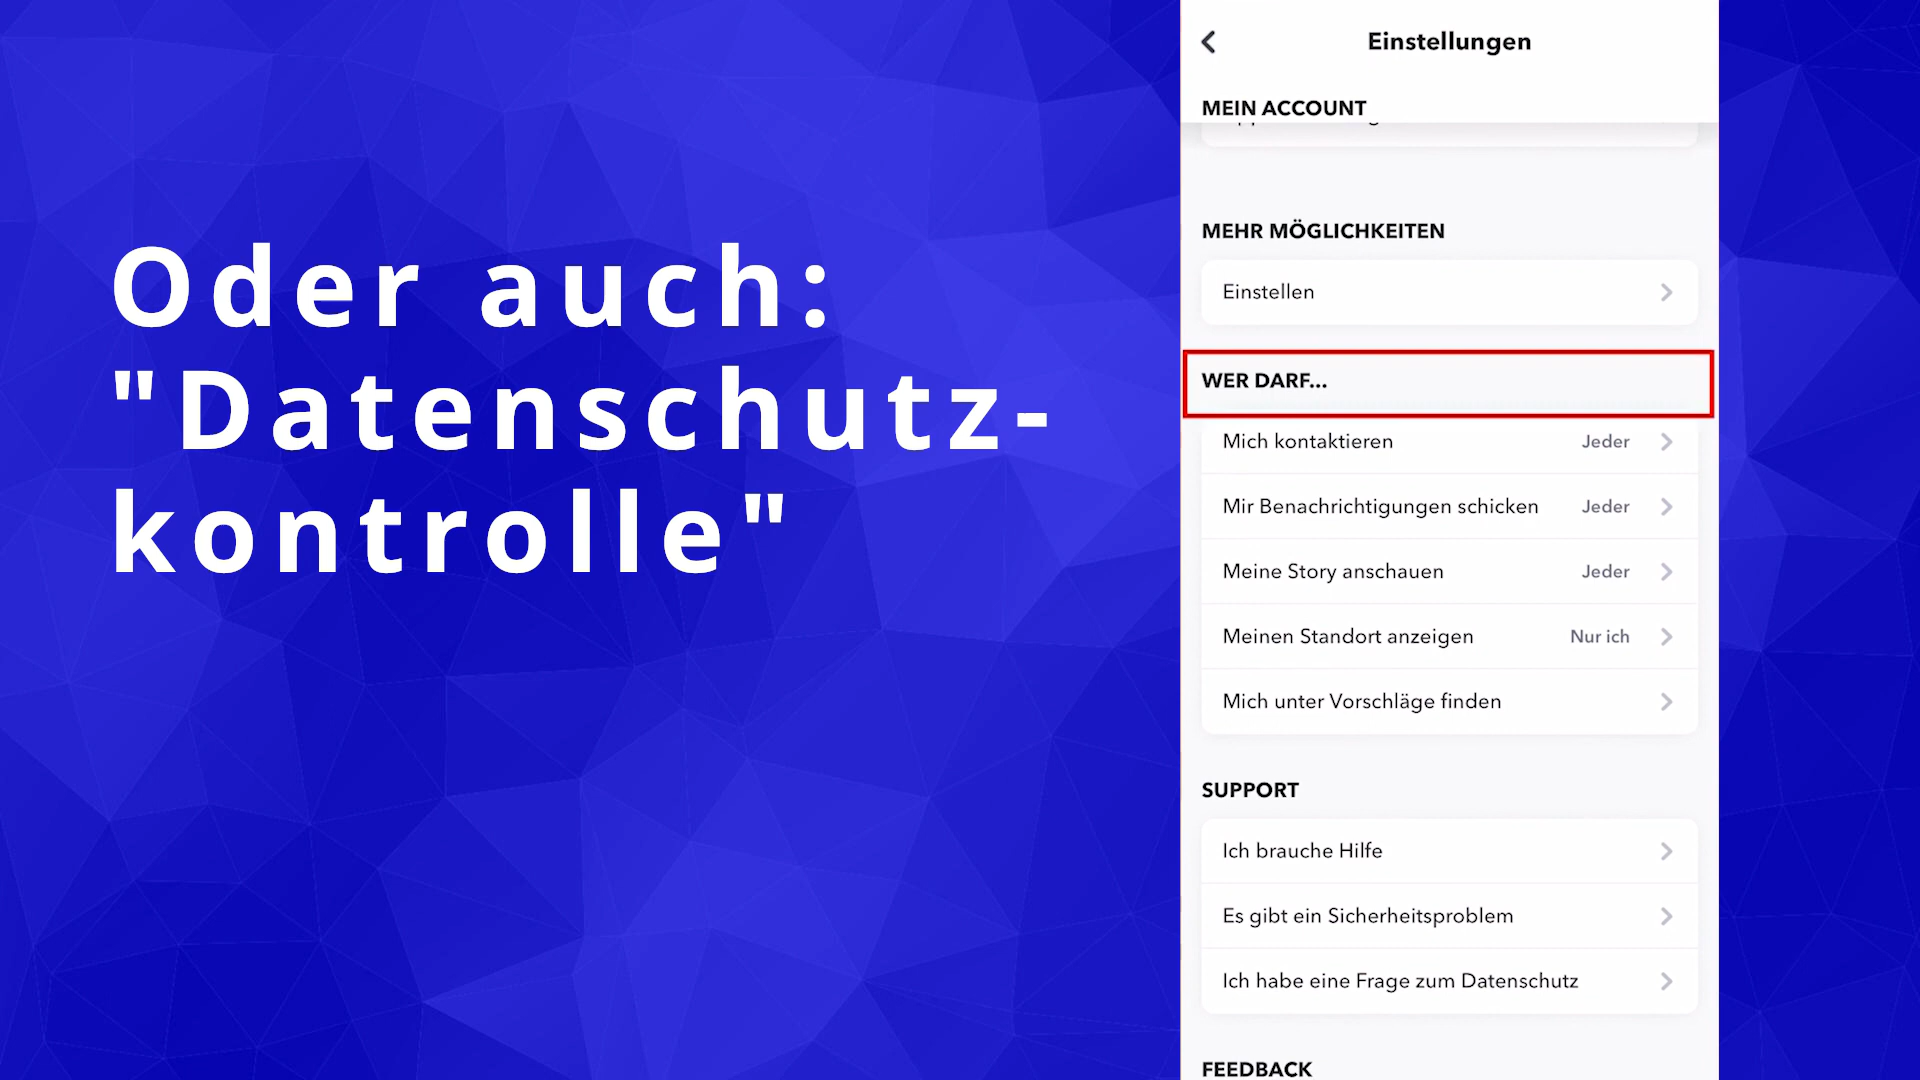 Oder auch:
"Datenschutz-
kontrolle"
Einstellungen
MEIN ACCOUNT
MEHR MÖGLICHKEITEN
Einstellen
WER DARF...
Mich kontaktieren Jeder
Mir Benachrichtigungen schicken Jeder
Meine Story anschauen Jeder
Meinen Standort anzeigen Nur ich
Mich unter Vorschläge finden
SUPPORT
Ich brauche Hilfe
Es gibt ein Sicherheitsproblem
Ich habe eine Frage zum Datenschutz
FEEDBACK